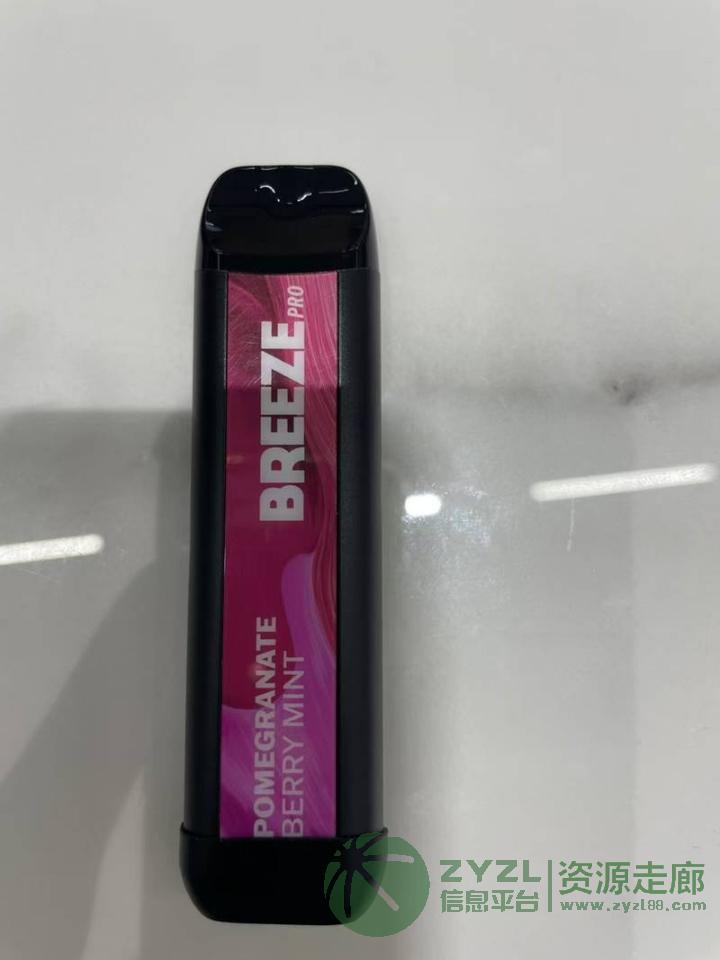 BREEZE PRO
POMEGRANATE
BERRY MINT
ZYZL
信息平台
资源走廊
www.zyzl88.com